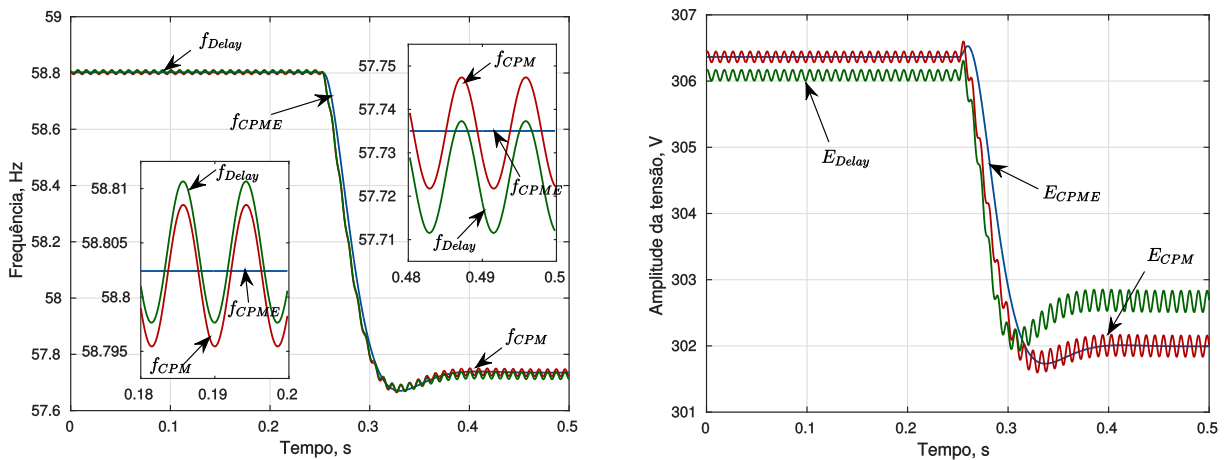 59
58.8
58.6
58.4
58.2
58
57.8
57.6
0
0.1
0.2
0.3
0.4
0.5
Frequência, Hz
Tempo, s
f_Delay
f_CPME
f_CPM
58.81
58.805
58.8
58.795
0.18
0.19
0.2
f_Delay
f_CPME
f_CPM
57.75
57.74
57.73
57.72
57.71
0.48
0.49
0.5
f_CPM
f_CPME
f_Delay
307
306
305
304
303
302
301
0
0.1
0.2
0.3
0.4
0.5
Amplitude da tensão, V
Tempo, s
E_Delay
E_CPME
E_CPM